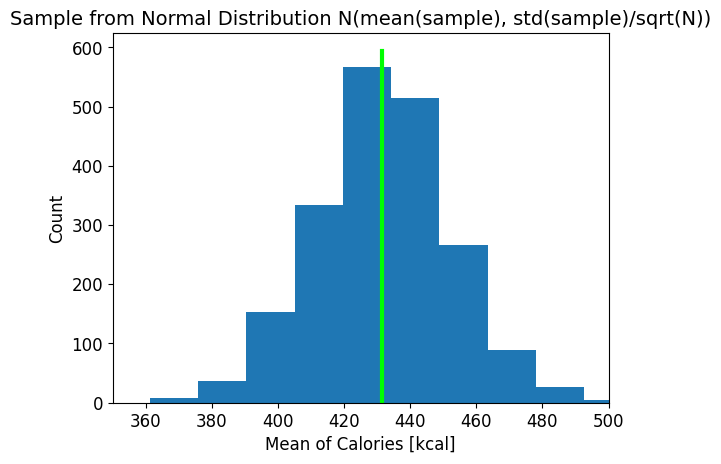 Sample from Normal Distribution N(mean(sample), std(sample)/sqrt(N))
600
500
400
300
200
100
0
Count
360 380 400 420 440 460 480 500
Mean of Calories [kcal]